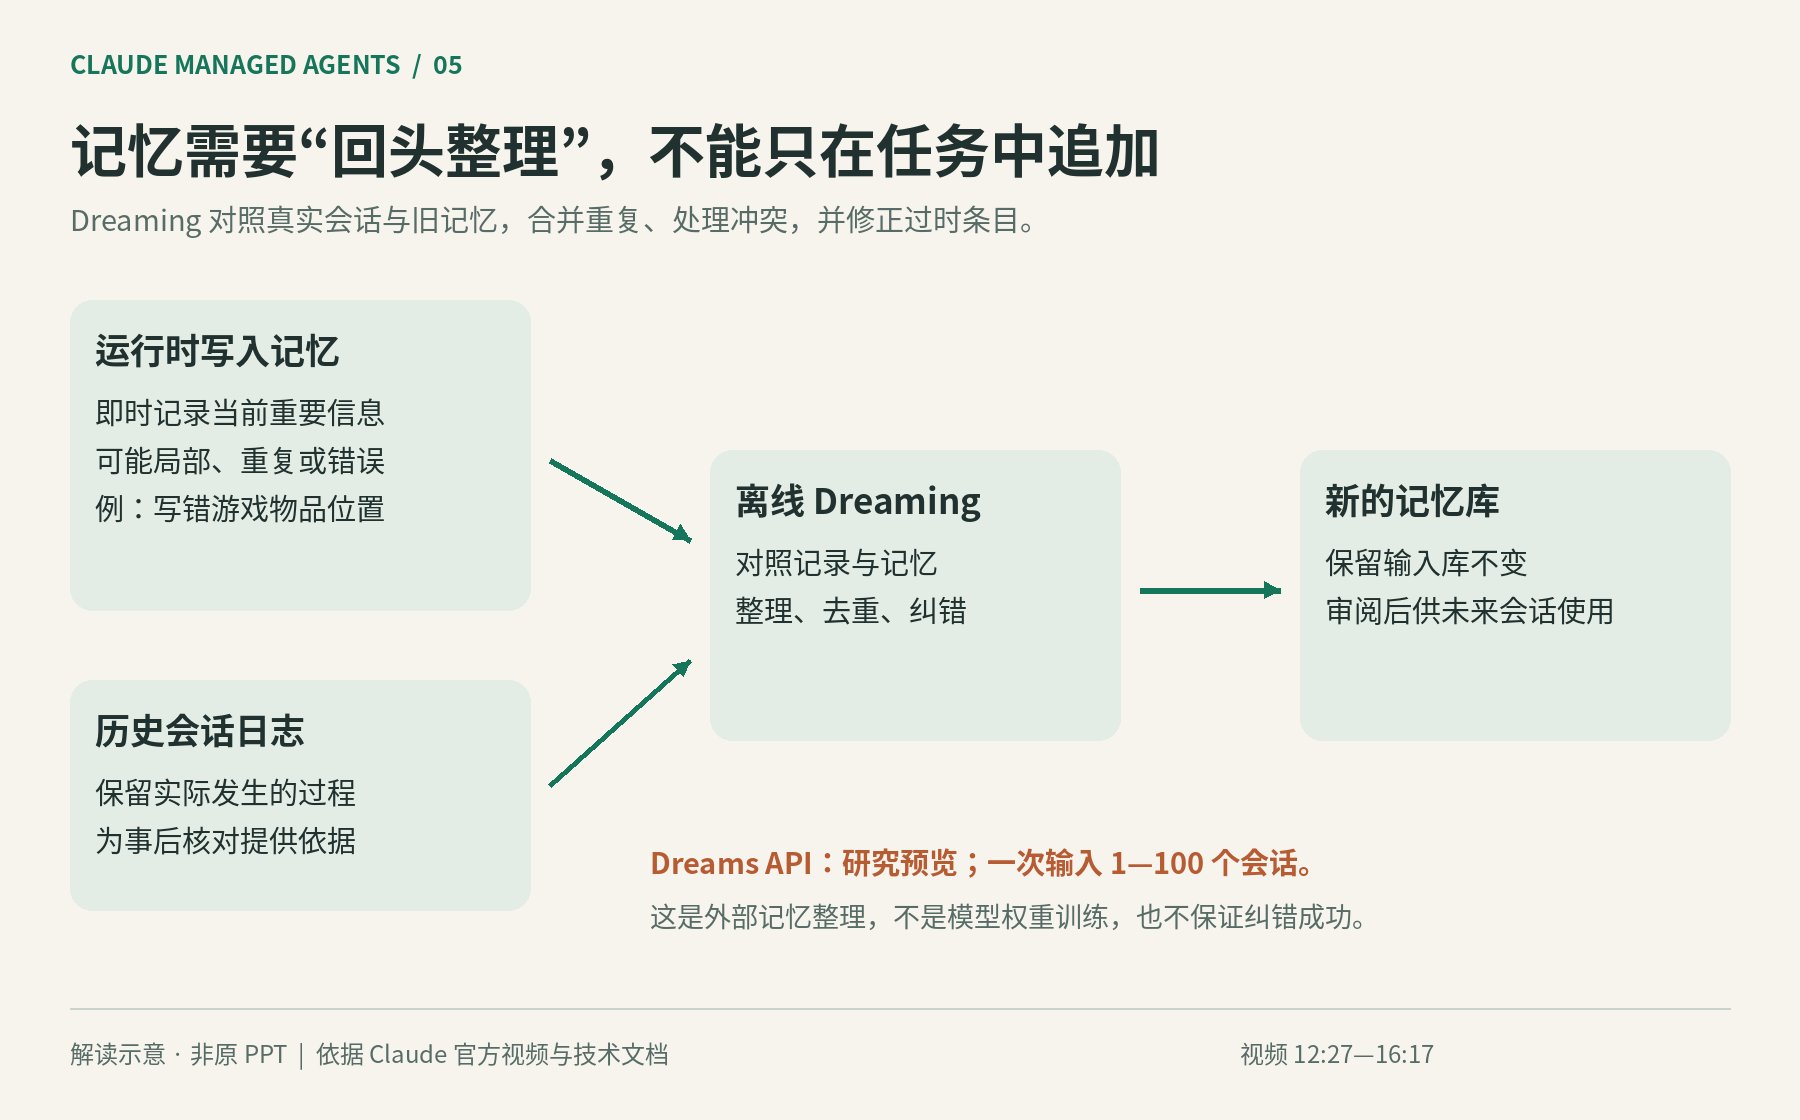 CLAUDE MANAGED AGENTS / 05
记忆需要“回头整理”，不能只在任务中追加
Dreaming 对照真实会话与旧记忆，合并重复、处理冲突，并修正过时条目。
运行时写入记忆
即时记录当前重要信息
可能局部、重复或错误
例：写错游戏物品位置
历史会话日志
保留实际发生的过程
为事后核对提供依据
离线 Dreaming
对照记录与记忆
整理、去重、纠错
新的记忆库
保留输入库不变
审阅后供未来会话使用
Dreams API：研究预览；一次输入 1—100 个会话。
这是外部记忆整理，不是模型权重训练，也不保证纠错成功。
解读示意 · 非原 PPT | 依据 Claude 官方视频与技术文档
视频 12:27—16:17